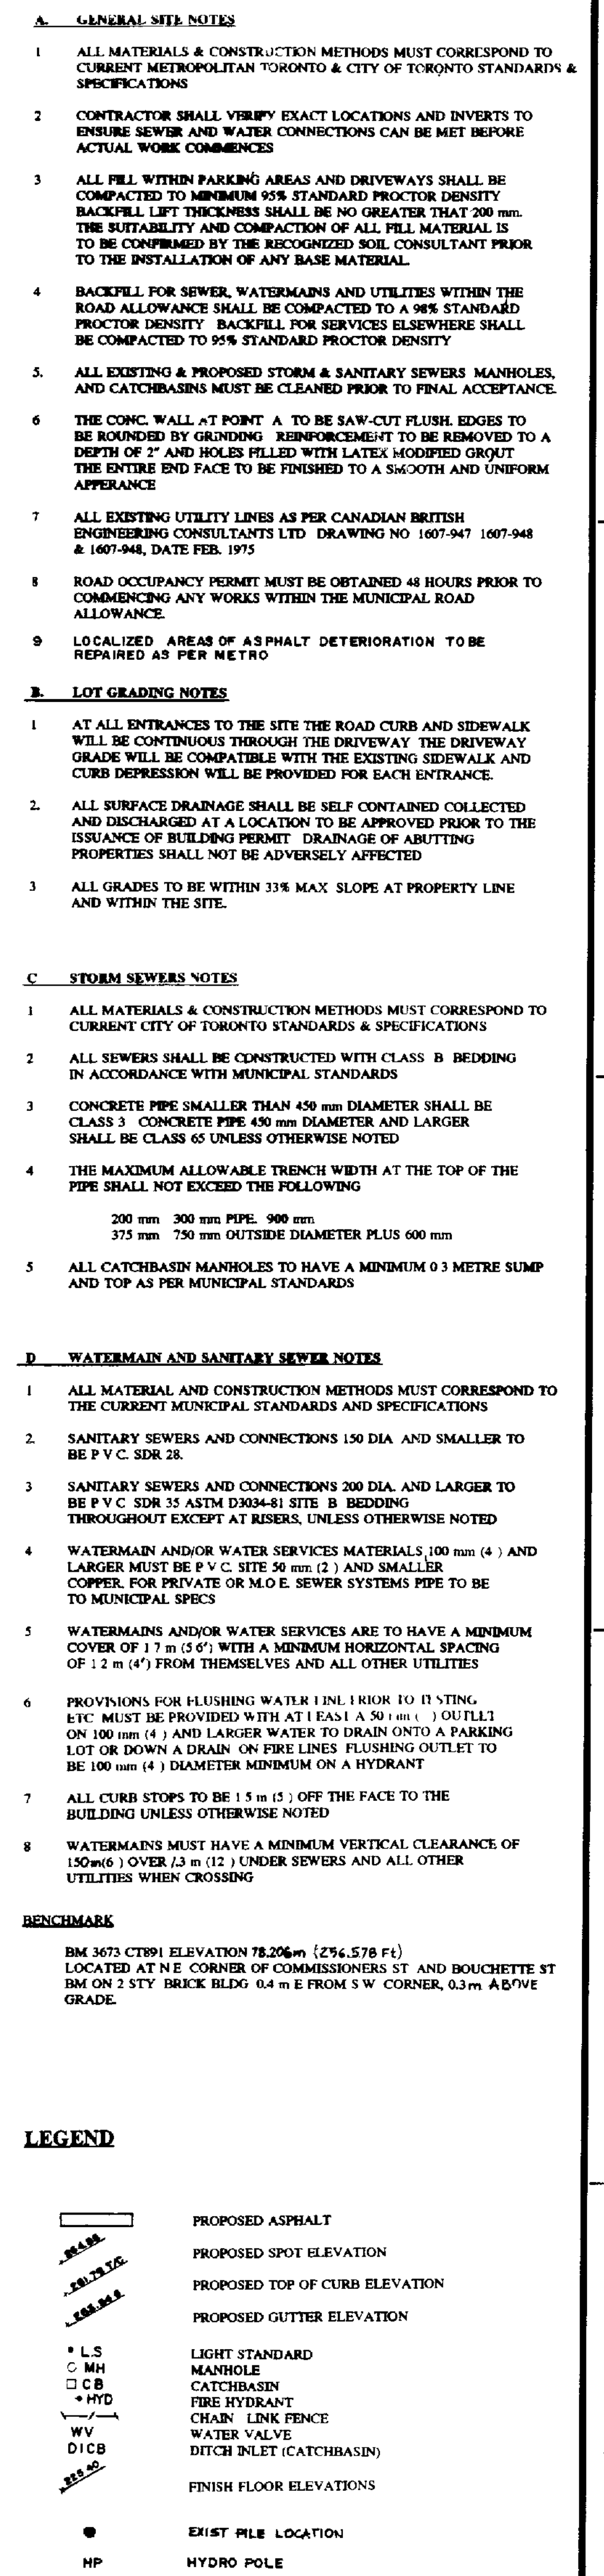 A. GENERAL SITE NOTES
1 ALL MATERIALS & CONSTRUCTION METHODS MUST CORRESPOND TO
CURRENT METROPOLITAN TORONTO & CITY OF TORONTO STANDARDS &
SPECIFICATIONS
2 CONTRACTOR SHALL VERIFY EXACT LOCATIONS AND INVERTS TO
ENSURE SEWER AND WATER CONNECTIONS CAN BE MET BEFORE
ACTUAL WORK COMMENCES
3 ALL FILL WITHIN PARKING AREAS AND DRIVEWAYS SHALL BE
COMPACTED TO MINIMUM 95% STANDARD PROCTOR DENSITY
BACKFILL LIFT THICKNESS SHALL BE NO GREATER THAT 200 mm.
THE SUITABILITY AND COMPACTION OF ALL FILL MATERIAL IS
TO BE CONFIRMED BY THE RECOGNIZED SOIL CONSULTANT PRIOR
TO THE INSTALLATION OF ANY BASE MATERIAL
4 BACKFILL FOR SEWER, WATERMAINS AND UTILITIES WITHIN THE
ROAD ALLOWANCE SHALL BE COMPACTED TO A 98% STANDARD
PROCTOR DENSITY BACKFILL FOR SERVICES ELSEWHERE SHALL
BE COMPACTED TO 95% STANDARD PROCTOR DENSITY
5. ALL EXISTING & PROPOSED STORM & SANITARY SEWERS MANHOLES,
AND CATCHBASINS MUST BE CLEANED PRIOR TO FINAL ACCEPTANCE.
6 THE CONC. WALL AT POINT A TO BE SAW-CUT FLUSH. EDGES TO
BE ROUNDED BY GRINDING REINFORCEMENT TO BE REMOVED TO A
DEPTH OF 2" AND HOLES FILLED WITH LATEX MODIFIED GROUT
THE ENTIRE END FACE TO BE FINISHED TO A SMOOTH AND UNIFORM
APPERANCE
7 ALL EXISTING UTILITY LINES AS PER CANADIAN BRITISH
ENGINEERING CONSULTANTS LTD DRAWING NO 1607-947 1607-948
& 1607-948, DATE FEB. 1975
8 ROAD OCCUPANCY PERMIT MUST BE OBTAINED 48 HOURS PRIOR TO
COMMENCING ANY WORKS WITHIN THE MUNICIPAL ROAD
ALLOWANCE.
9 LOCALIZED AREAS OF ASPHALT DETERIORATION TO BE
REPAIRED AS PER METRO
B. LOT GRADING NOTES
1 AT ALL ENTRANCES TO THE SITE THE ROAD CURB AND SIDEWALK
WILL BE CONTINUOUS THROUGH THE DRIVEWAY THE DRIVEWAY
GRADE WILL BE COMPATIBLE WITH THE EXISTING SIDEWALK AND
CURB DEPRESSION WILL BE PROVIDED FOR EACH ENTRANCE.
2. ALL SURFACE DRAINAGE SHALL BE SELF CONTAINED COLLECTED
AND DISCHARGED AT A LOCATION TO BE APPROVED PRIOR TO THE
ISSUANCE OF BUILDING PERMIT DRAINAGE OF ABUTTING
PROPERTIES SHALL NOT BE ADVERSELY AFFECTED
3 ALL GRADES TO BE WITHIN 33% MAX SLOPE AT PROPERTY LINE
AND WITHIN THE SITE.
C STORM SEWERS NOTES
1 ALL MATERIALS & CONSTRUCTION METHODS MUST CORRESPOND TO
CURRENT CITY OF TORONTO STANDARDS & SPECIFICATIONS
2 ALL SEWERS SHALL BE CONSTRUCTED WITH CLASS B BEDDING
IN ACCORDANCE WITH MUNICIPAL STANDARDS
3 CONCRETE PIPE SMALLER THAN 450 mm DIAMETER SHALL BE
CLASS 3 CONCRETE PIPE 450 mm DIAMETER AND LARGER
SHALL BE CLASS 65 UNLESS OTHERWISE NOTED
4 THE MAXIMUM ALLOWABLE TRENCH WIDTH AT THE TOP OF THE
PIPE SHALL NOT EXCEED THE FOLLOWING
200 mm 300 mm PIPE. 900 mm
375 mm 750 mm OUTSIDE DIAMETER PLUS 600 mm
5 ALL CATCHBASIN MANHOLES TO HAVE A MINIMUM 0 3 METRE SUMP
AND TOP AS PER MUNICIPAL STANDARDS
D WATERMAIN AND SANITARY SEWER NOTES
1 ALL MATERIAL AND CONSTRUCTION METHODS MUST CORRESPOND TO
THE CURRENT MUNICIPAL STANDARDS AND SPECIFICATIONS
2. SANITARY SEWERS AND CONNECTIONS 150 DIA AND SMALLER TO
BE P V C. SDR 28.
3 SANITARY SEWERS AND CONNECTIONS 200 DIA. AND LARGER TO
BE P V C SDR 35 ASTM D3034-81 SITE B BEDDING
THROUGHOUT EXCEPT AT RISERS, UNLESS OTHERWISE NOTED
4 WATERMAIN AND/OR WATER SERVICES MATERIALS 100 mm (4 ) AND
LARGER MUST BE P V C. SITE 50 mm (2 ) AND SMALLER
COPPER. FOR PRIVATE OR M.O E. SEWER SYSTEMS PIPE TO BE
TO MUNICIPAL SPECS
5 WATERMAINS AND/OR WATER SERVICES ARE TO HAVE A MINIMUM
COVER OF 1 7 m (5 6') WITH A MINIMUM HORIZONTAL SPACING
OF 1 2 m (4') FROM THEMSELVES AND ALL OTHER UTILITIES
6 PROVISIONS FOR FLUSHING WATER LINE PRIOR TO TESTING
ETC MUST BE PROVIDED WITH AT LEAST A 50 mm ( ) OUTLET
ON 100 mm (4 ) AND LARGER WATER TO DRAIN ONTO A PARKING
LOT OR DOWN A DRAIN ON FIRE LINES FLUSHING OUTLET TO
BE 100 mm (4 ) DIAMETER MINIMUM ON A HYDRANT
7 ALL CURB STOPS TO BE 1 5 m (5 ) OFF THE FACE TO THE
BUILDING UNLESS OTHERWISE NOTED
8 WATERMAINS MUST HAVE A MINIMUM VERTICAL CLEARANCE OF
150m(6 ) OVER /.3 m (12 ) UNDER SEWERS AND ALL OTHER
UTILITIES WHEN CROSSING
BENCHMARK
BM 3673 CT891 ELEVATION 78.206m (256.578 Ft)
LOCATED AT N E CORNER OF COMMISSIONERS ST AND BOUCHETTE ST
BM ON 2 STY BRICK BLDG 0.4 m E FROM S W CORNER, 0.3m ABOVE
GRADE.
LEGEND
PROPOSED ASPHALT
PROPOSED SPOT ELEVATION
PROPOSED TOP OF CURB ELEVATION
PROPOSED GUTTER ELEVATION
L.S LIGHT STANDARD
MH MANHOLE
CB CATCHBASIN
HYD FIRE HYDRANT
CHAIN LINK FENCE
WV WATER VALVE
DICB DITCH INLET (CATCHBASIN)
225.40 FINISH FLOOR ELEVATIONS
EXIST PILE LOCATION
HP HYDRO POLE